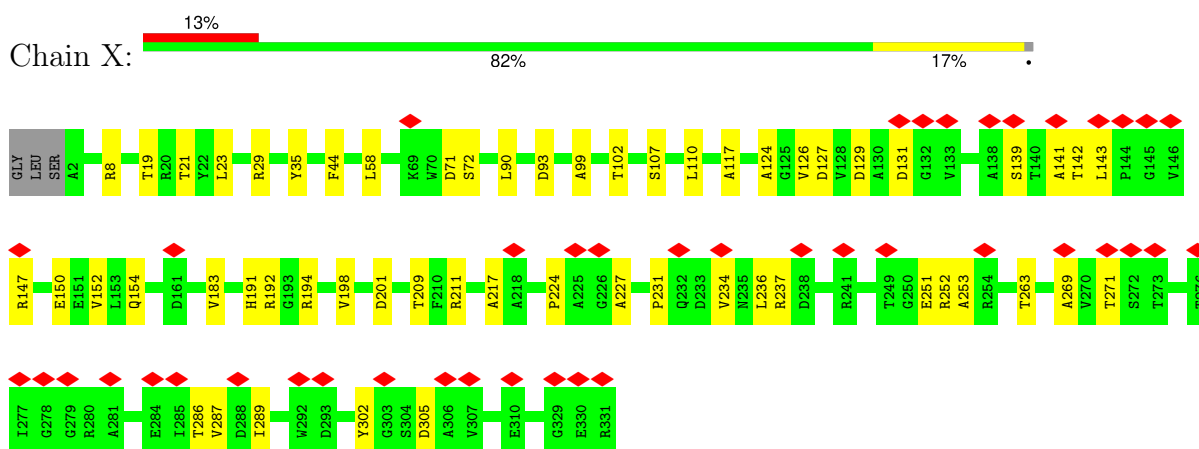 13%
Chain X:
82% 17% •
GLY LEU SER A2 R8 T19 R20 T21 Y22 L23 R29 Y35 F44 L58 K69 W70 D71 S72 L90 D93 A99 T102 S107 L110 A117 A124 G125 V126 D127 V128 D129 A130 D131 G132 V133 A138 S139 T140 A141 T142 L143 P144 G145 V146
R147 E150 E151 V152 L153 Q154 D161 V183 H191 R192 G193 R194 V198 D201 T209 F210 R211 A217 A218 P224 A225 G226 A227 P231 Q232 D233 V234 N235 L236 R237 D238 R241 T249 G250 E251 R252 A253 R254 T263 A269 V270 T271 S272 T273
I277 G278 G279 R280 A281 E284 I285 T286 V287 D288 I289 W292 D293 Y302 G303 S304 D305 A306 V307 E310 G329 E330 R331